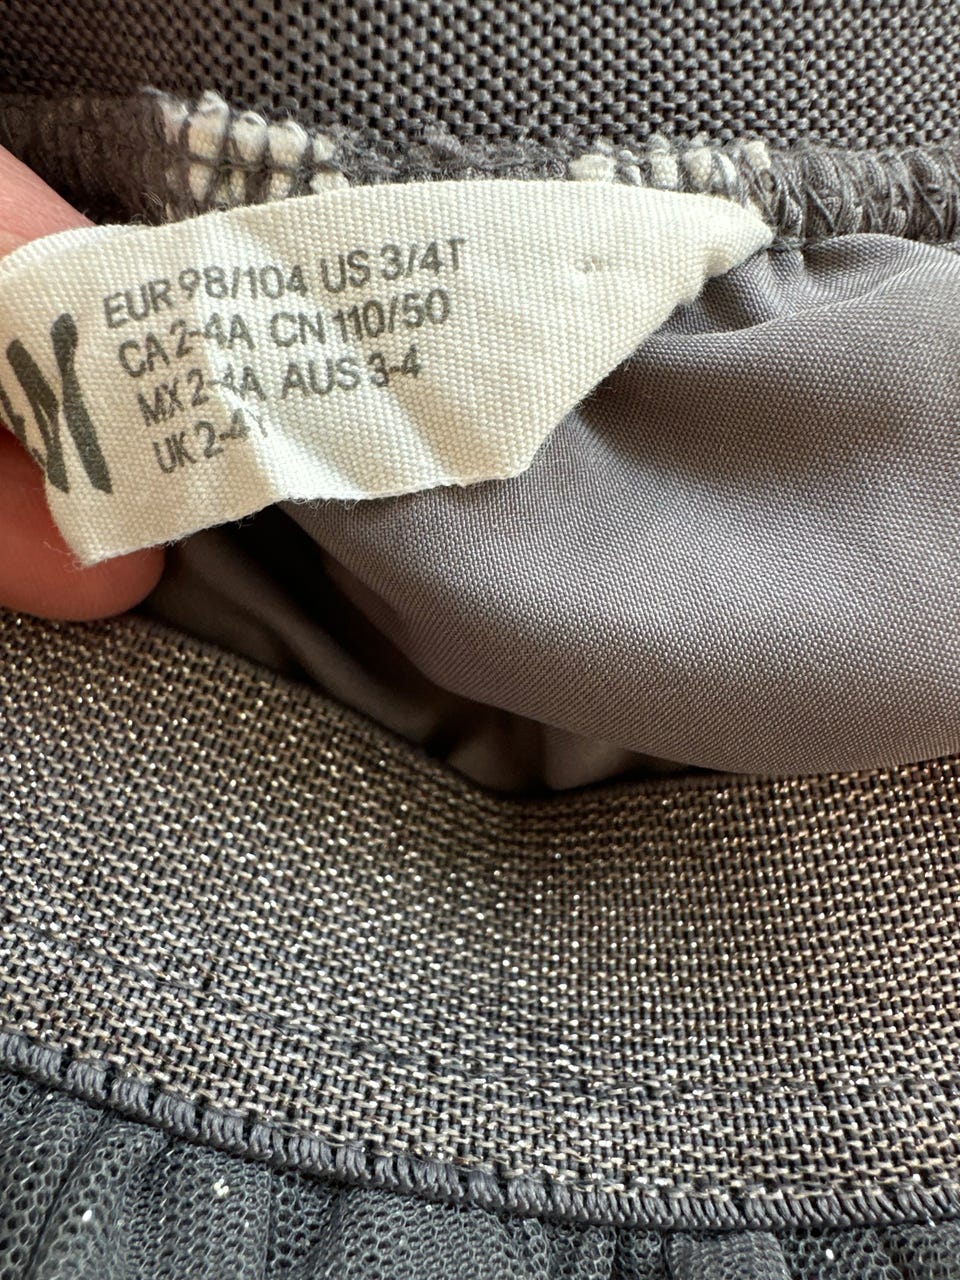 EUR 98/104 US 3/4T
CA 2-4A CN 110/50
MX 2-4A AUS 3-4
UK 2-4Y